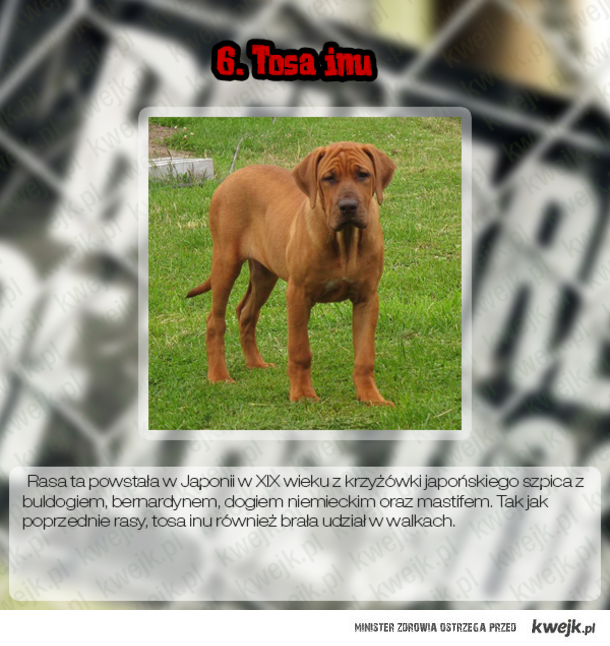 6. Tosa inu
Rasa ta powstała w Japonii w XIX wieku z krzyżówki japońskiego szpica z
buldogiem, bernardynem, dogiem niemieckim oraz mastifem. Tak jak
poprzednie rasy, tosa inu również brała udział w walkach.
MINISTER ZDROWIA OSTRZEGA PRZED kwejk.pl